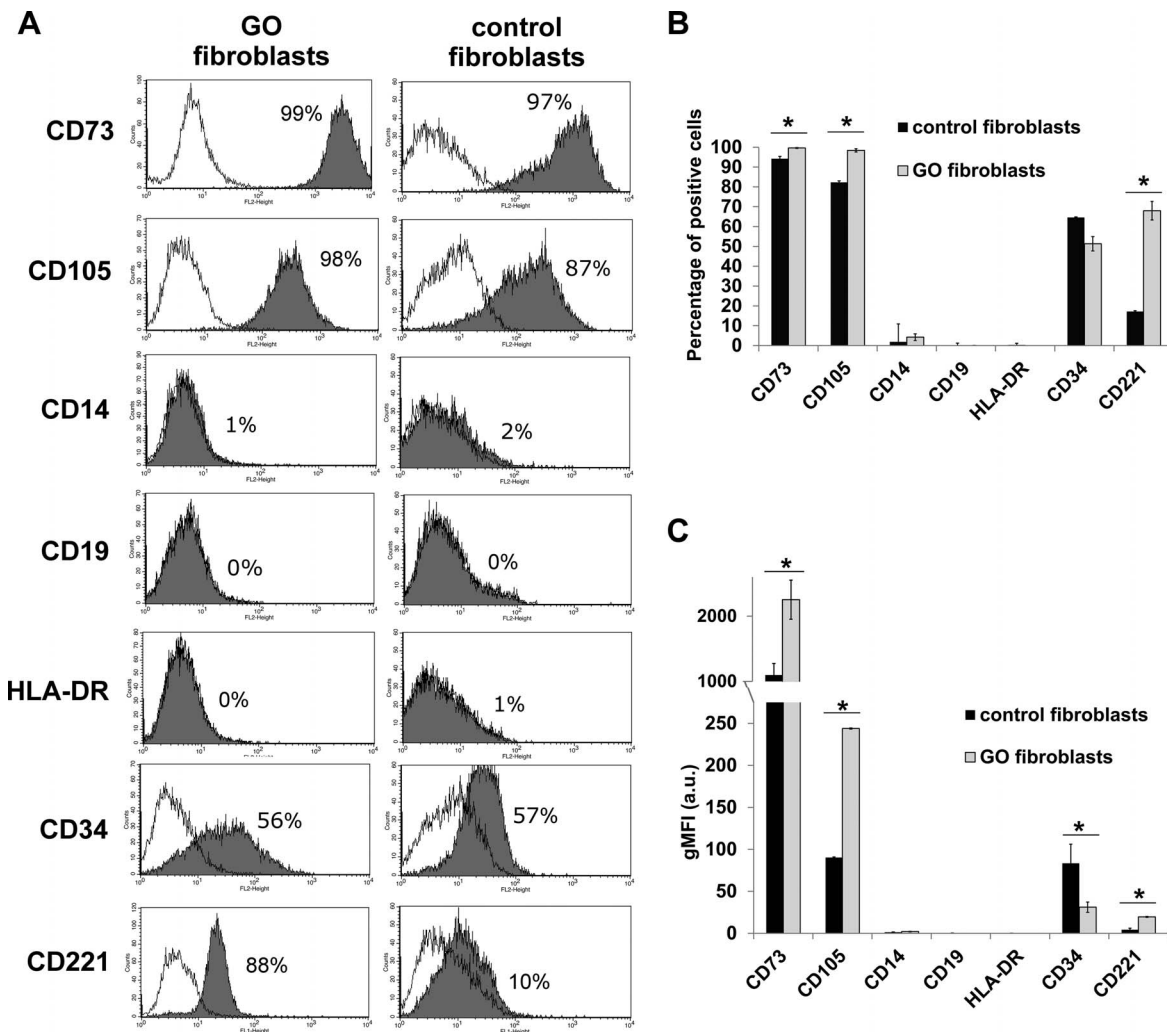 A
GO fibroblasts
control fibroblasts
CD73
99%
97%
CD105
98%
87%
CD14
1%
2%
CD19
0%
0%
HLA-DR
0%
1%
CD34
56%
57%
CD221
88%
10%
Counts
FL2-Height
B
Percentage of positive cells
100
90
80
70
60
50
40
30
20
10
0
* * *
control fibroblasts
GO fibroblasts
CD73 CD105 CD14 CD19 HLA-DR CD34 CD221
C
gMFI (a.u.)
2000
1000
250
200
150
100
50
0
* * * *
control fibroblasts
GO fibroblasts
CD73 CD105 CD14 CD19 HLA-DR CD34 CD221